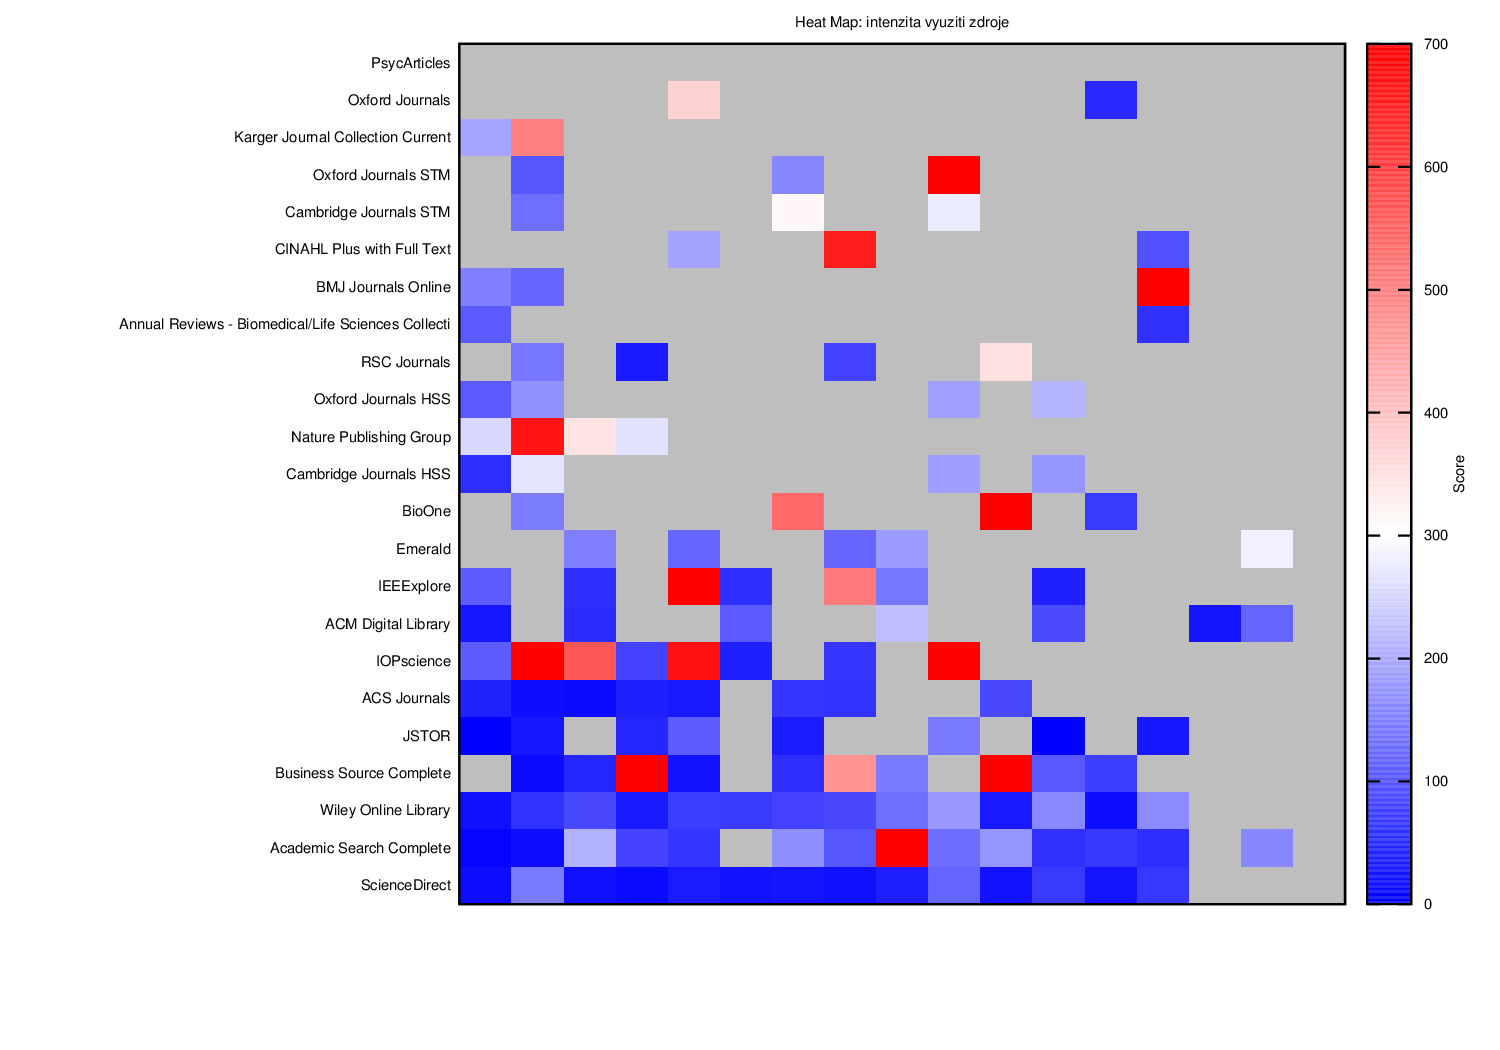 Heat Map: intenzita vyuziti zdroje
PsycArticles
Oxford Journals
Karger Journal Collection Current
Oxford Journals STM
Cambridge Journals STM
CINAHL Plus with Full Text
BMJ Journals Online
Annual Reviews - Biomedical/Life Sciences Collecti
RSC Journals
Oxford Journals HSS
Nature Publishing Group
Cambridge Journals HSS
BioOne
Emerald
IEEExplore
ACM Digital Library
IOPscience
ACS Journals
JSTOR
Business Source Complete
Wiley Online Library
Academic Search Complete
ScienceDirect
700
600
500
400
300
200
100
0
Score